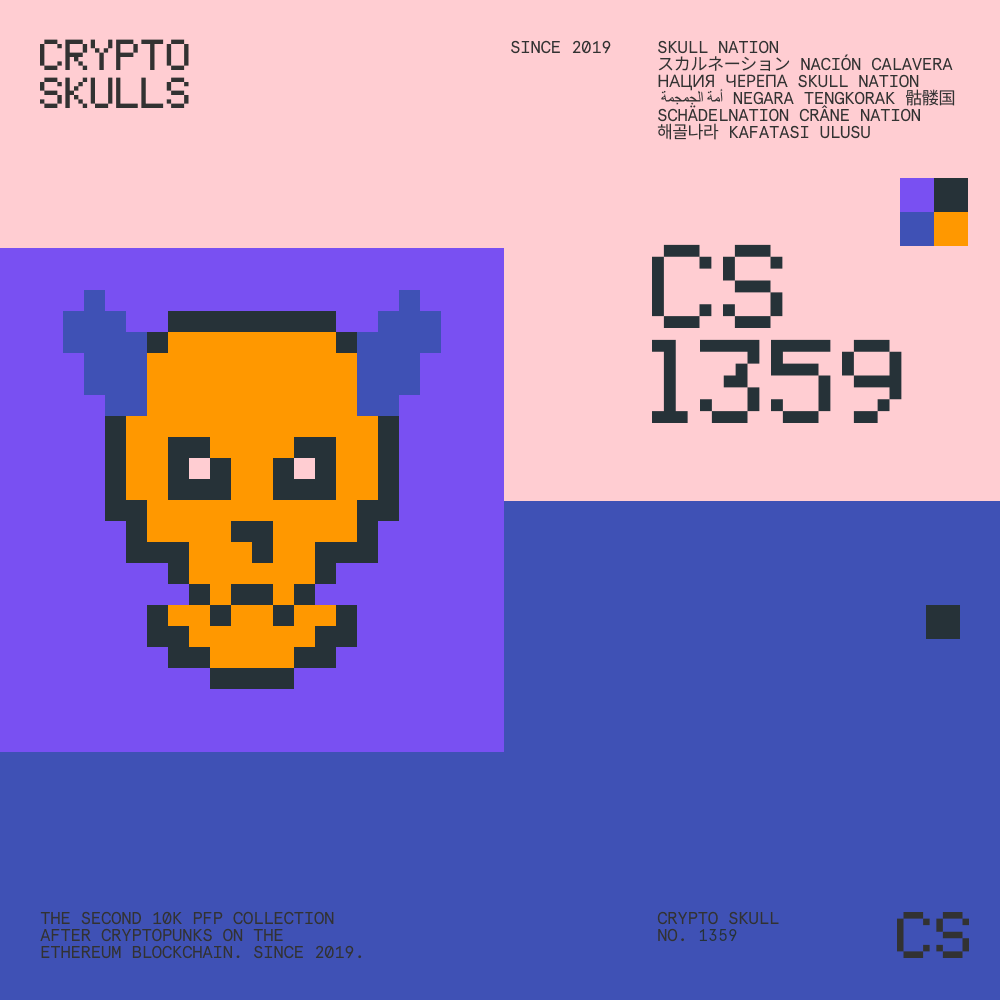 CRYPTO
SKULLS
SINCE 2019
SKULL NATION
スカルネーション NACIÓN CALAVERA
НАЦИЯ ЧЕРЕПА SKULL NATION
أمة الجمجمة NEGARA TENGKORAK 骷髅国
SCHÄDELNATION CRÂNE NATION
해골나라 KAFATASI ULUSU
CS
1359
THE SECOND 10K PFP COLLECTION
AFTER CRYPTOPUNKS ON THE
ETHEREUM BLOCKCHAIN. SINCE 2019.
CRYPTO SKULL
NO. 1359
CS